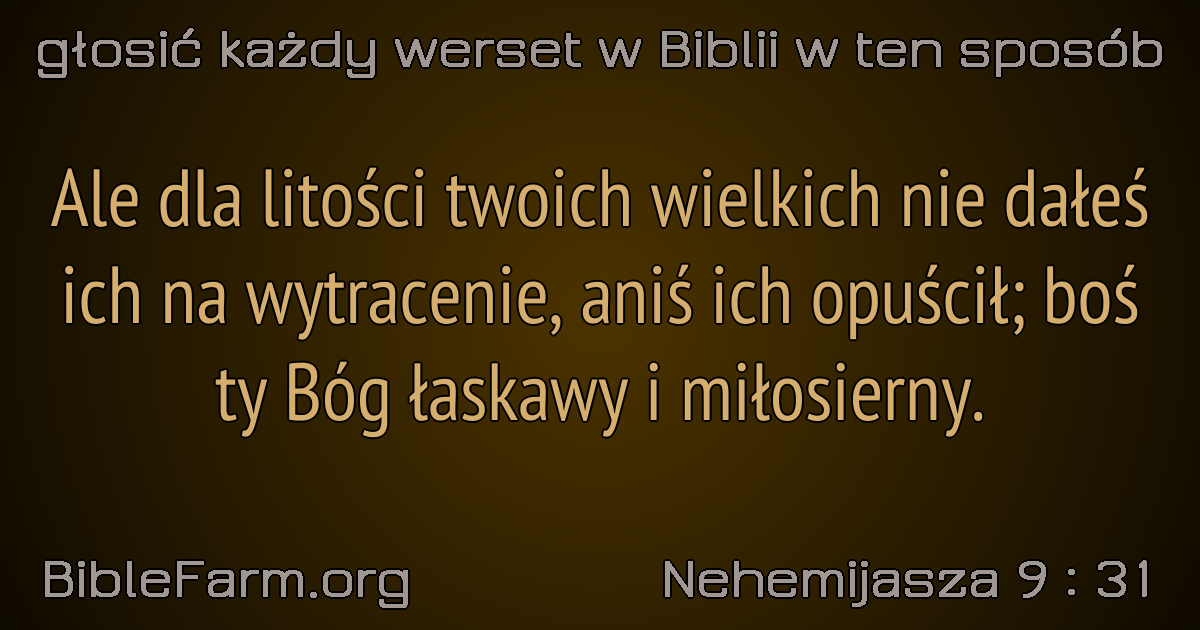 głosić każdy werset w Biblii w ten sposób
Ale dla litości twoich wielkich nie dałeś
ich na wytracenie, aniś ich opuścił; boś
ty Bóg łaskawy i miłosierny.
BibleFarm.org
Nehemijasza 9 : 31